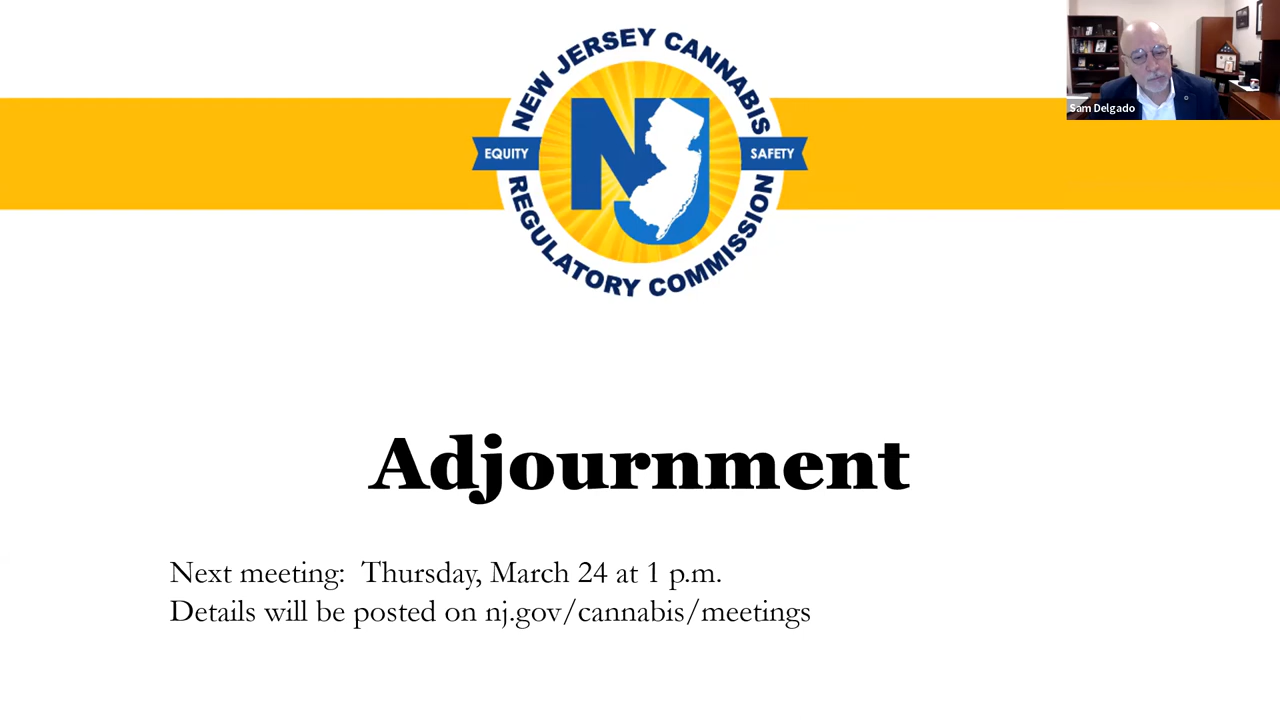 NEW JERSEY CANNABIS
EQUITY
NJ
SAFETY
REGULATORY COMMISSION
Sam Delgado
Adjournment
Next meeting: Thursday, March 24 at 1 p.m.
Details will be posted on nj.gov/cannabis/meetings